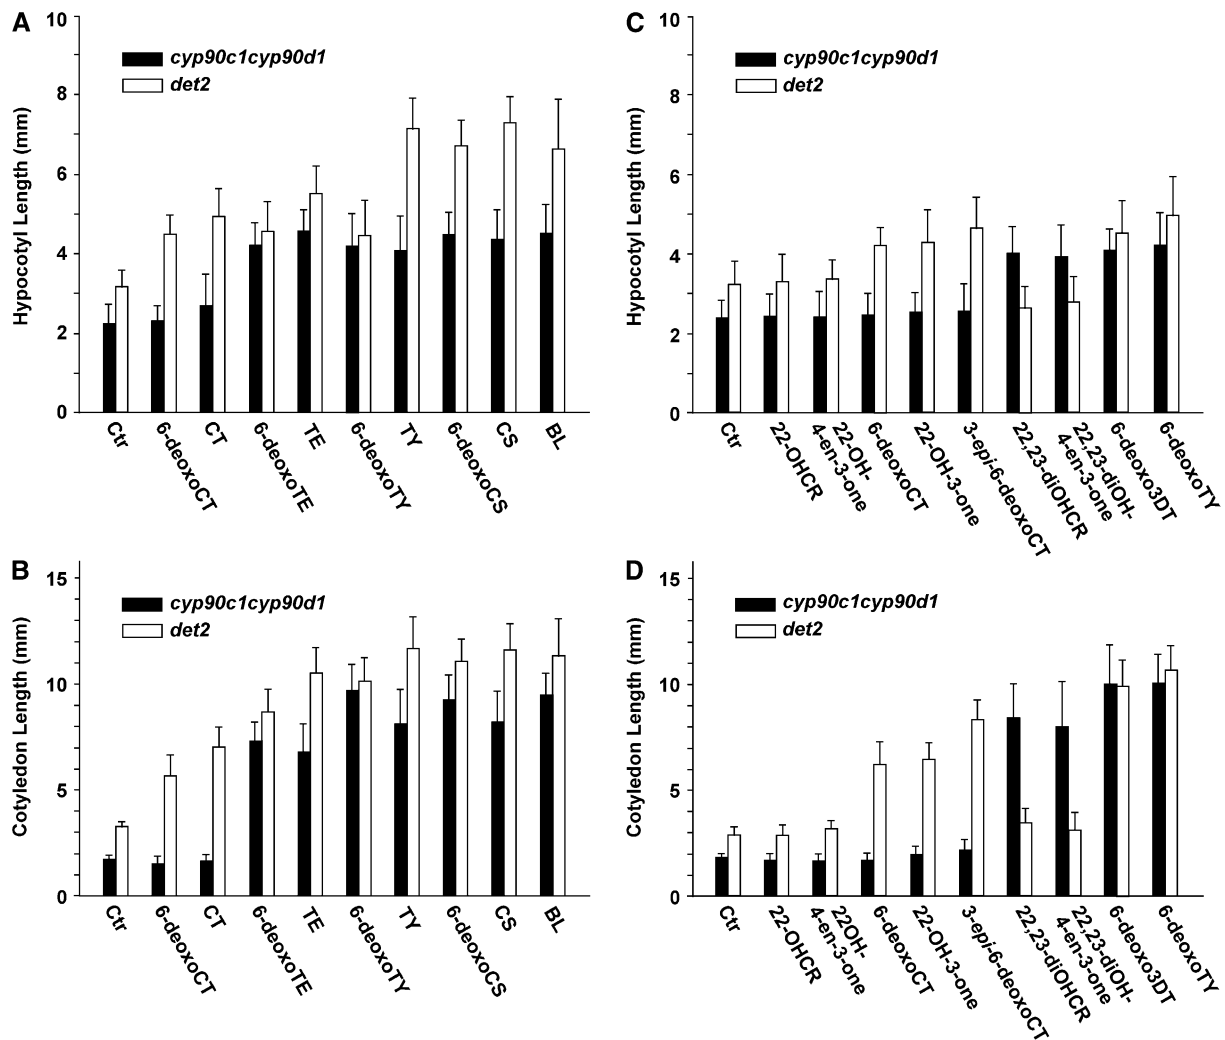 A
10
8
6
4
2
0
Hypocotyl Length (mm)
cyp90c1cyp90d1
det2
Ctr
6-deoxoCT
CT
6-deoxoTE
TE
6-deoxoTY
TY
6-deoxoCS
CS
BL
C
10
8
6
4
2
0
Hypocotyl Length (mm)
cyp90c1cyp90d1
det2
Ctr
22-OHCR
22-OH-
4-en-3-one
6-deoxoCT
22-OH-3-one
3-epi-6-deoxoCT
22,23-diOHCR
22,23-diOH-
4-en-3-one
6-deoxo3DT
6-deoxoTY
B
15
10
5
0
Cotyledon Length (mm)
cyp90c1cyp90d1
det2
Ctr
6-deoxoCT
CT
6-deoxoTE
TE
6-deoxoTY
TY
6-deoxoCS
CS
BL
D
15
10
5
0
Cotyledon Length (mm)
cyp90c1cyp90d1
det2
Ctr
22-OHCR
22OH-
4-en-3-one
6-deoxoCT
22-OH-3-one
3-epi-6-deoxoCT
22,23-diOHCR
22,23-diOH-
4-en-3-one
6-deoxo3DT
6-deoxoTY